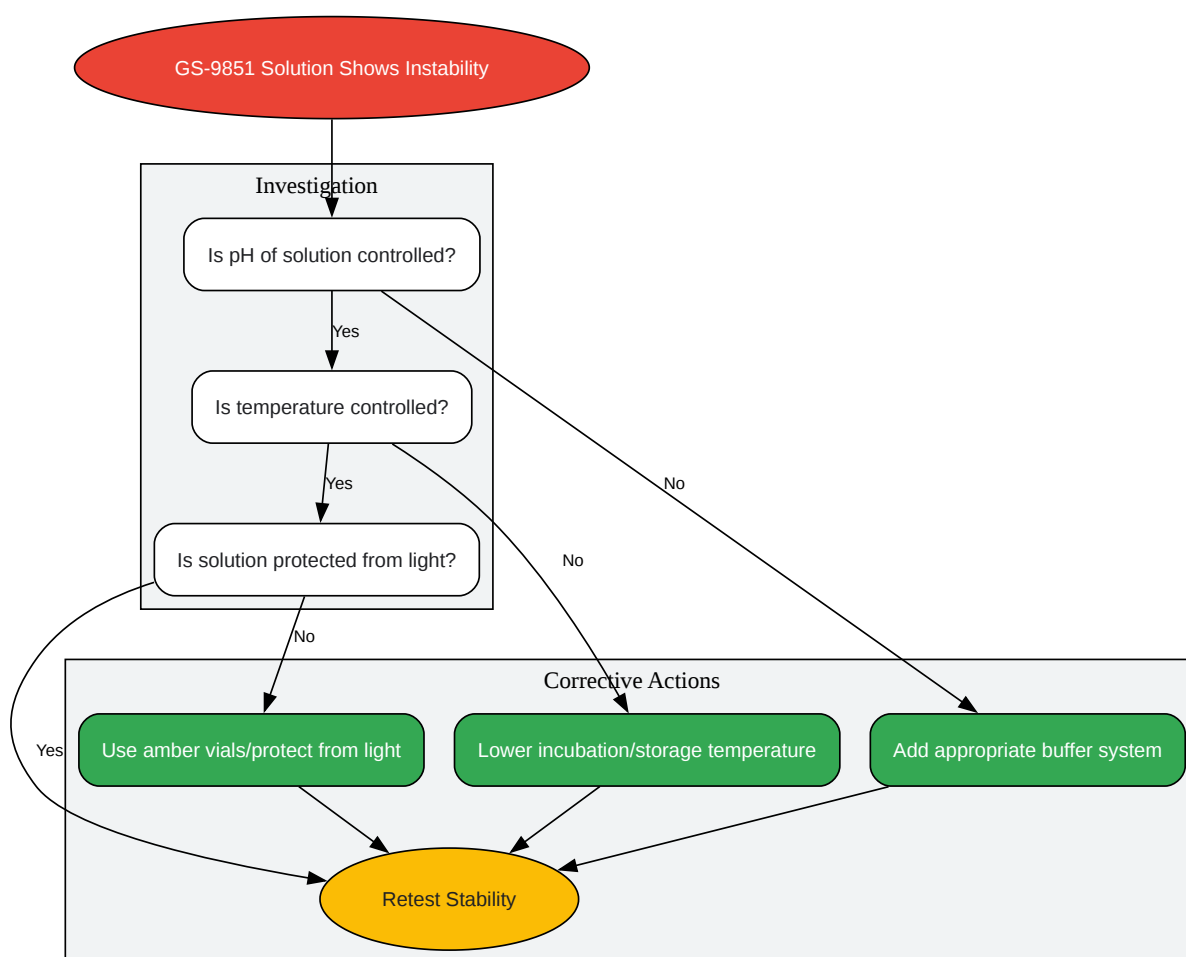 GS-9851 Solution Shows Instability
Investigation
Is pH of solution controlled?
Yes
Is temperature controlled?
Yes
No
Is solution protected from light?
No
No
Corrective Actions
Yes
Use amber vials/protect from light
Lower incubation/storage temperature
Add appropriate buffer system
Retest Stability